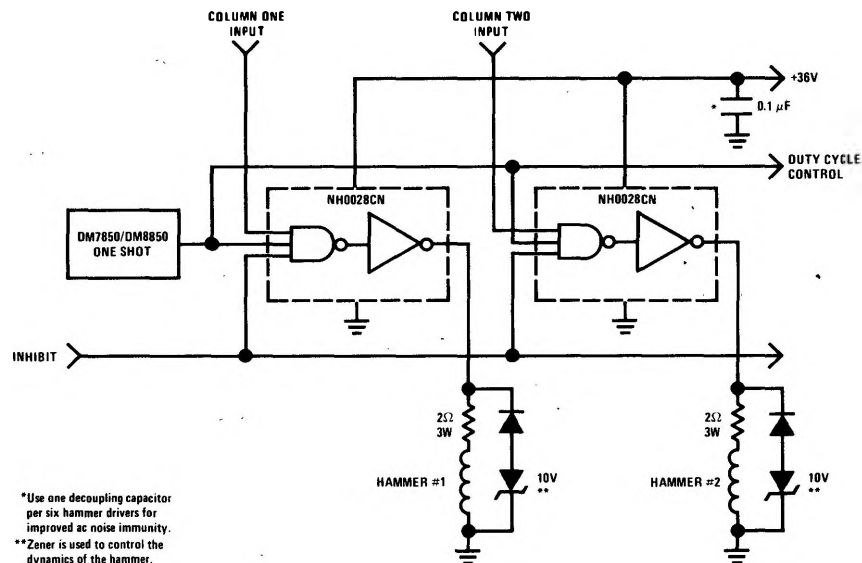 COLUMN ONE
INPUT
COLUMN TWO
INPUT
+36V
* 0.1 μF
DUTY CYCLE
CONTROL
NH0028CN
NH0028CN
DM7850/DM8850
ONE SHOT
INHIBIT
2Ω
3W
2Ω
3W
HAMMER #1
10V
**
HAMMER #2
10V
**
*Use one decoupling capacitor
per six hammer drivers for
improved ac noise immunity.
**Zener is used to control the
dynamics of the hammer.